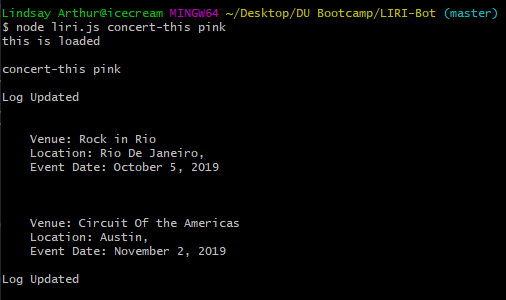 Lindsay Arthur@icecream MINGW64 ~/Desktop/DU Bootcamp/LIRI-Bot (master)
$ node liri.js concert-this pink
this is loaded
concert-this pink
Log Updated
Venue: Rock in Rio
Location: Rio De Janeiro,
Event Date: October 5, 2019
Venue: Circuit Of the Americas
Location: Austin,
Event Date: November 2, 2019
Log Updated